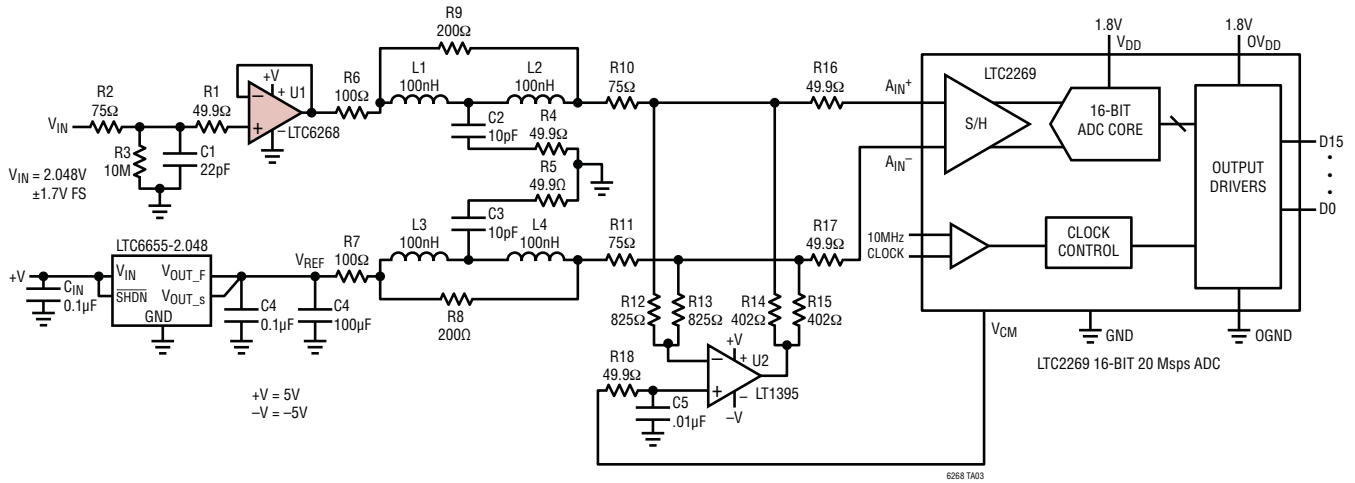 R9
200Ω
L1
100nH
L2
100nH
R2
75Ω
R1
49.9Ω
+V
+ U1
−
+
−
LTC6268
R6
100Ω
R10
75Ω
R16
49.9Ω
VIN
R3
10M
C1
22pF
VIN = 2.048V
±1.7V FS
C2
10pF
R4
49.9Ω
R5
49.9Ω
C3
10pF
L3
100nH
L4
100nH
R11
75Ω
R17
49.9Ω
LTC6655-2.048
+V
CIN
0.1µF
VIN
SHDN
VOUT_F
VOUT_s
GND
C4
0.1µF
VREF
C4
100µF
R7
100Ω
R8
200Ω
R12
825Ω
R13
825Ω
R14
402Ω
R15
402Ω
R18
49.9Ω
C5
.01µF
+V
+ U2
−
+
−
LT1395
−V
+V = 5V
−V = −5V
1.8V
VDD
1.8V
OVDD
LTC2269
AIN+
AIN−
S/H
16-BIT
ADC CORE
OUTPUT
DRIVERS
D15
D0
10MHz
CLOCK
CLOCK
CONTROL
VCM
GND
OGND
LTC2269 16-BIT 20 Msps ADC
6268 TA03